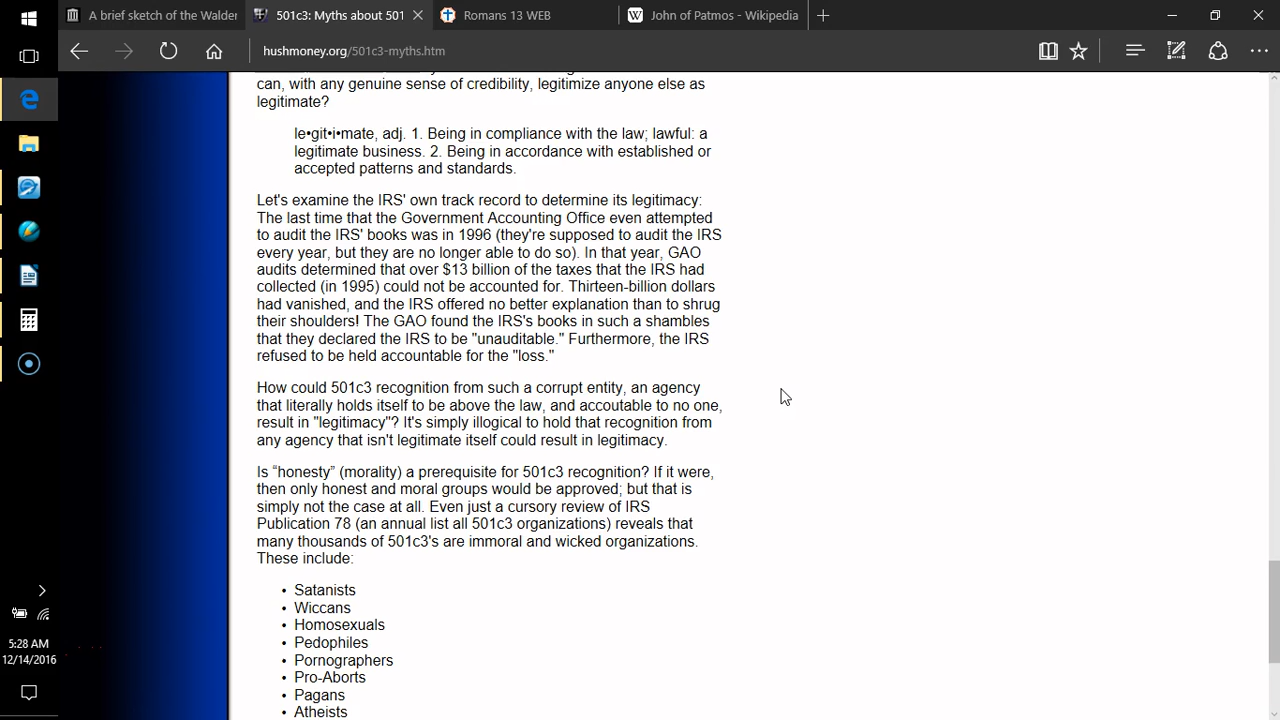 A brief sketch of the Walden
501c3: Myths about 501
Romans 13 WEB
John of Patmos - Wikipedia
hushmoney.org/501c3-myths.htm
can, with any genuine sense of credibility, legitimize anyone else as
legitimate?
le•git•i•mate, adj. 1. Being in compliance with the law; lawful: a
legitimate business. 2. Being in accordance with established or
accepted patterns and standards.
Let's examine the IRS' own track record to determine its legitimacy:
The last time that the Government Accounting Office even attempted
to audit the IRS' books was in 1996 (they're supposed to audit the IRS
every year, but they are no longer able to do so). In that year, GAO
audits determined that over $13 billion of the taxes that the IRS had
collected (in 1995) could not be accounted for. Thirteen-billion dollars
had vanished, and the IRS offered no better explanation than to shrug
their shoulders! The GAO found the IRS's books in such a shambles
that they declared the IRS to be "unauditable." Furthermore, the IRS
refused to be held accountable for the "loss."
How could 501c3 recognition from such a corrupt entity, an agency
that literally holds itself to be above the law, and accoutable to no one,
result in "legitimacy"? It's simply illogical to hold that recognition from
any agency that isn't legitimate itself could result in legitimacy.
Is “honesty” (morality) a prerequisite for 501c3 recognition? If it were,
then only honest and moral groups would be approved; but that is
simply not the case at all. Even just a cursory review of IRS
Publication 78 (an annual list all 501c3 organizations) reveals that
many thousands of 501c3's are immoral and wicked organizations.
These include:
• Satanists
• Wiccans
• Homosexuals
• Pedophiles
• Pornographers
• Pro-Aborts
• Pagans
• Atheists
5:28 AM
12/14/2016